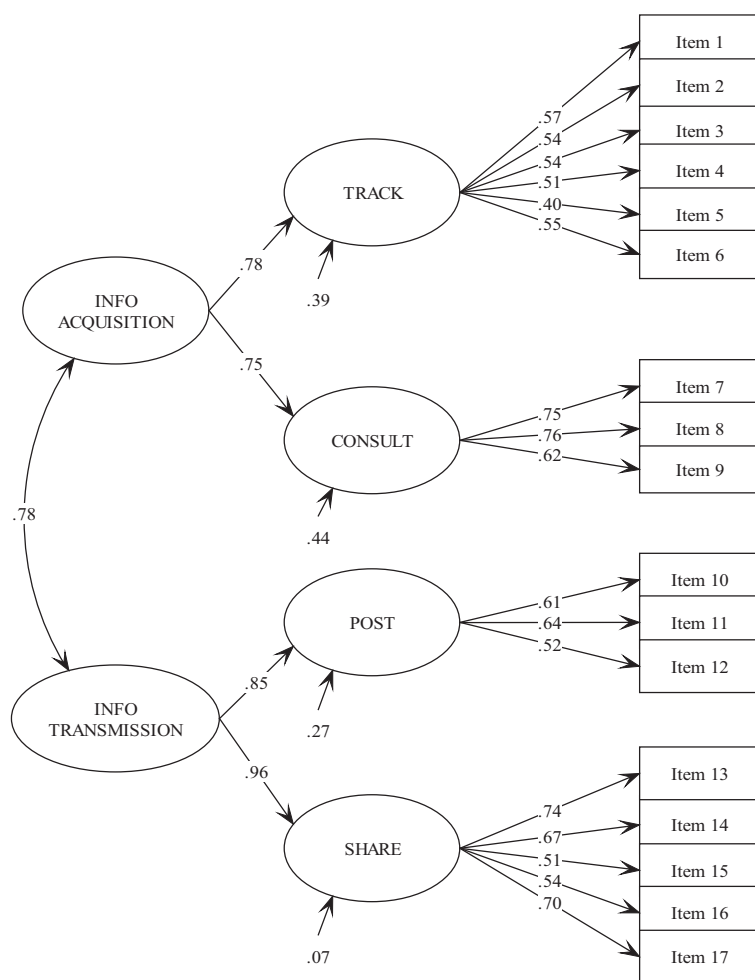 Item 1
Item 2
.57
.54
Item 3
.54
TRACK
.51
Item 4
.40
Item 5
.55
Item 6
.78
.39
INFO
ACQUISITION
.75
Item 7
.75
CONSULT
.76
Item 8
.62
Item 9
.78
.44
Item 10
.61
POST
.64
Item 11
.52
Item 12
.85
INFO
TRANSMISSION
.27
.96
Item 13
.74
Item 14
.67
SHARE
.51
Item 15
.54
Item 16
.70
.07
Item 17